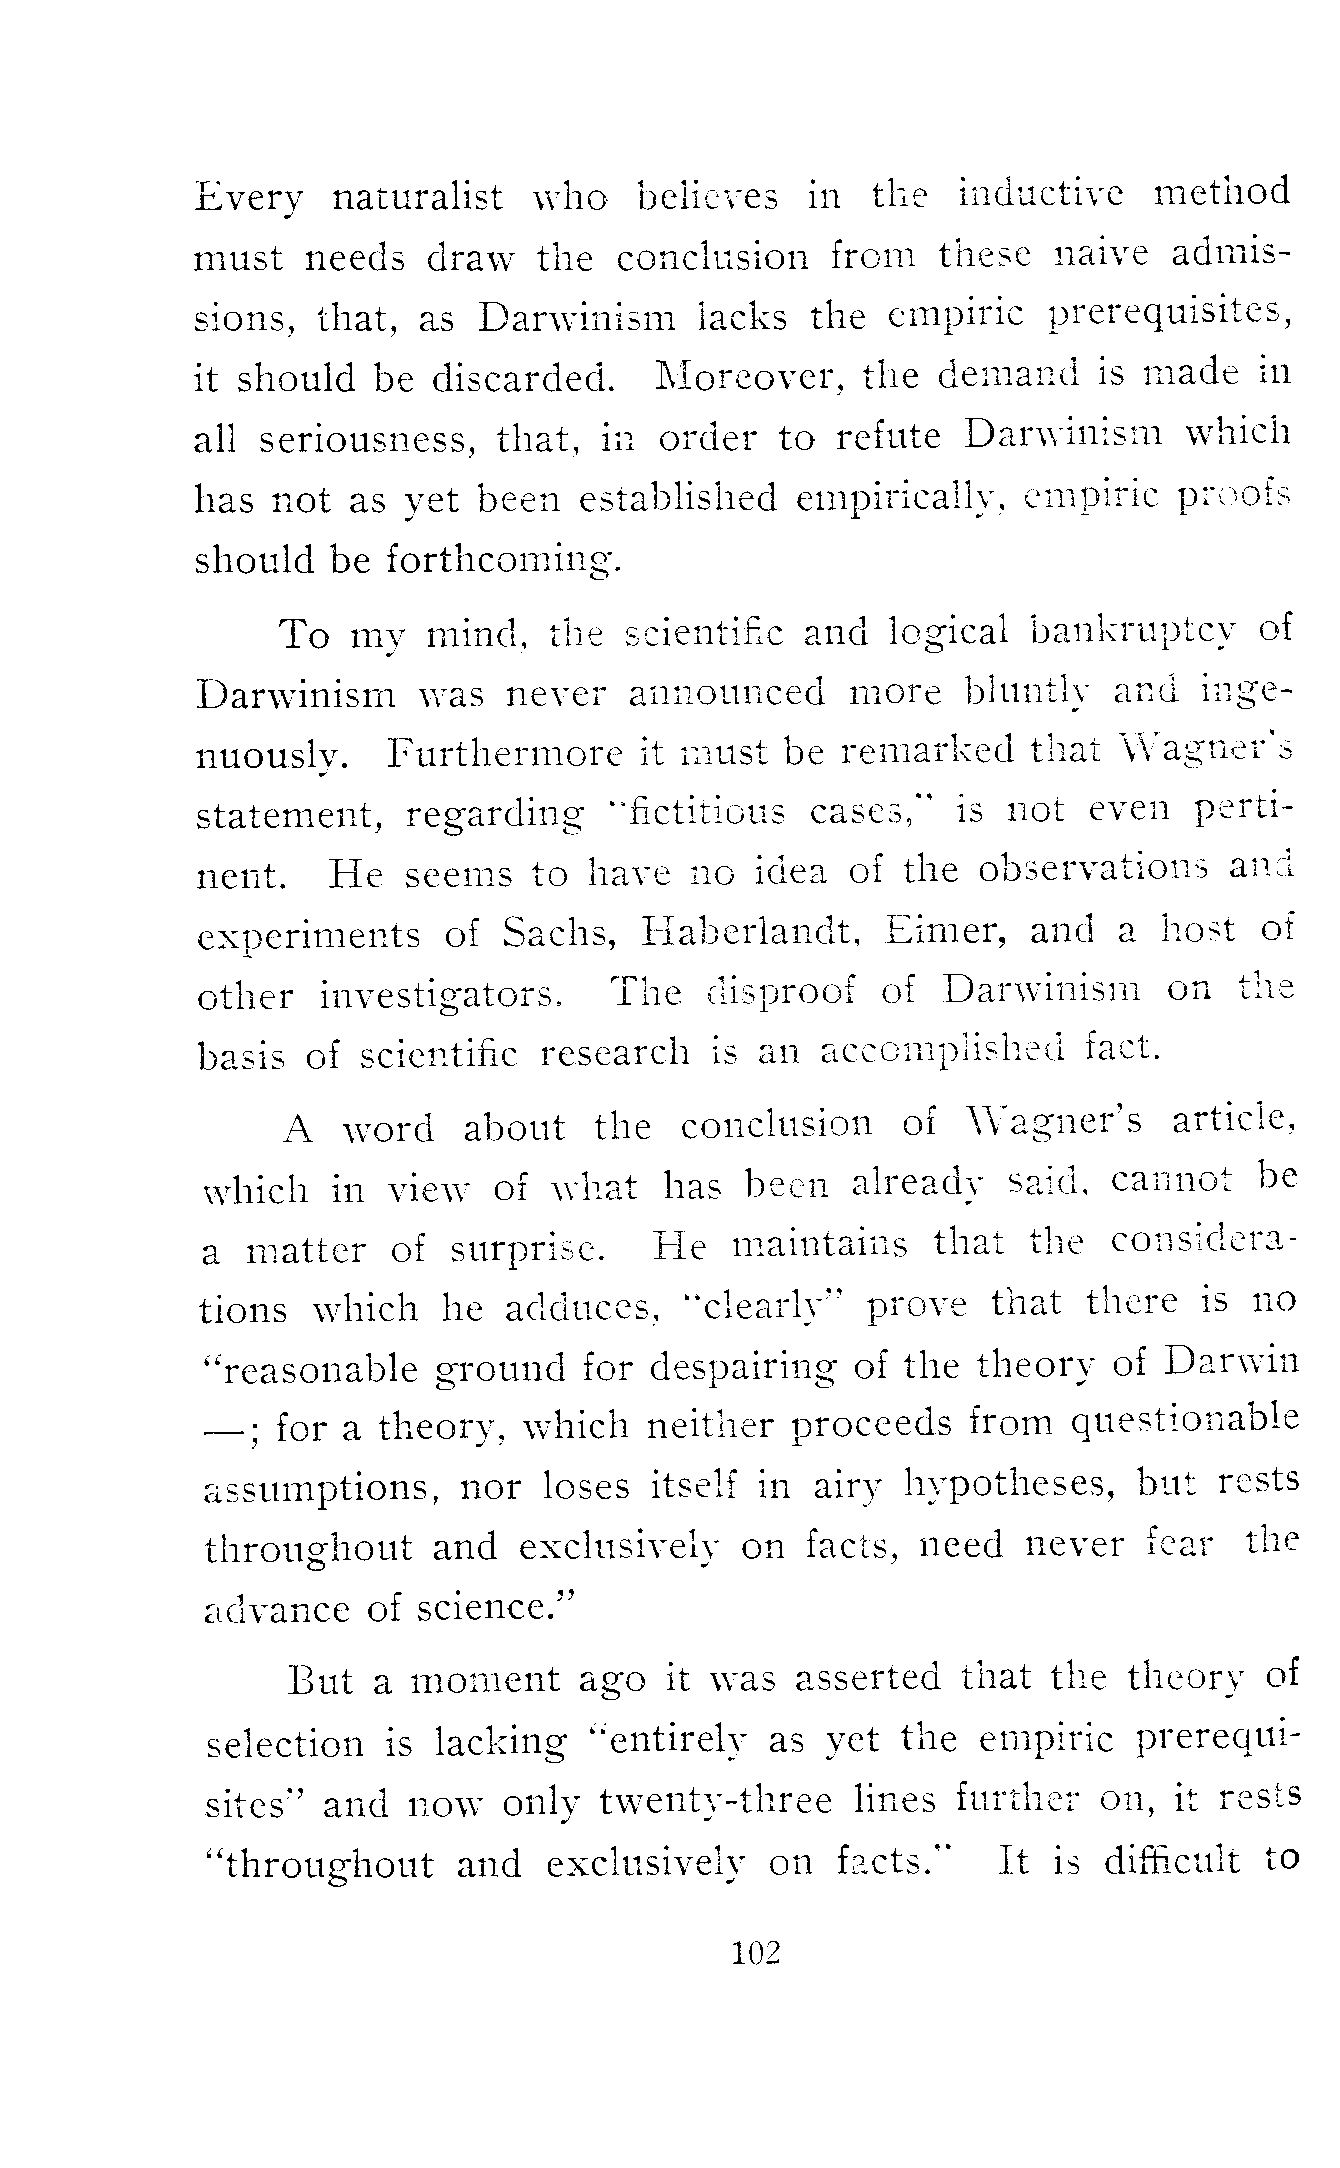 Every naturalist who believes in the inductive method
must needs draw the conclusion from these naive admis-
sions, that, as Darwinism lacks the empiric prerequisites,
it should be discarded. Moreover, the demand is made in
all seriousness, that, in order to refute Darwinism which
has not as yet been established empirically, empiric proofs
should be forthcoming.
To my mind, the scientific and logical bankruptcy of
Darwinism was never announced more bluntly and inge-
nuously. Furthermore it must be remarked that Wagner's
statement, regarding "fictitious cases," is not even perti-
nent. He seems to have no idea of the observations and
experiments of Sachs, Haberlandt, Eimer, and a host of
other investigators. The disproof of Darwinism on the
basis of scientific research is an accomplished fact.
A word about the conclusion of Wagner's article,
which in view of what has been already said, cannot be
a matter of surprise. He maintains that the considera-
tions which he adduces, "clearly" prove that there is no
"reasonable ground for despairing of the theory of Darwin
—; for a theory, which neither proceeds from questionable
assumptions, nor loses itself in airy hypotheses, but rests
throughout and exclusively on facts, need never fear the
advance of science."
But a moment ago it was asserted that the theory of
selection is lacking "entirely as yet the empiric prerequi-
sites" and now only twenty-three lines further on, it rests
"throughout and exclusively on facts." It is difficult to
102